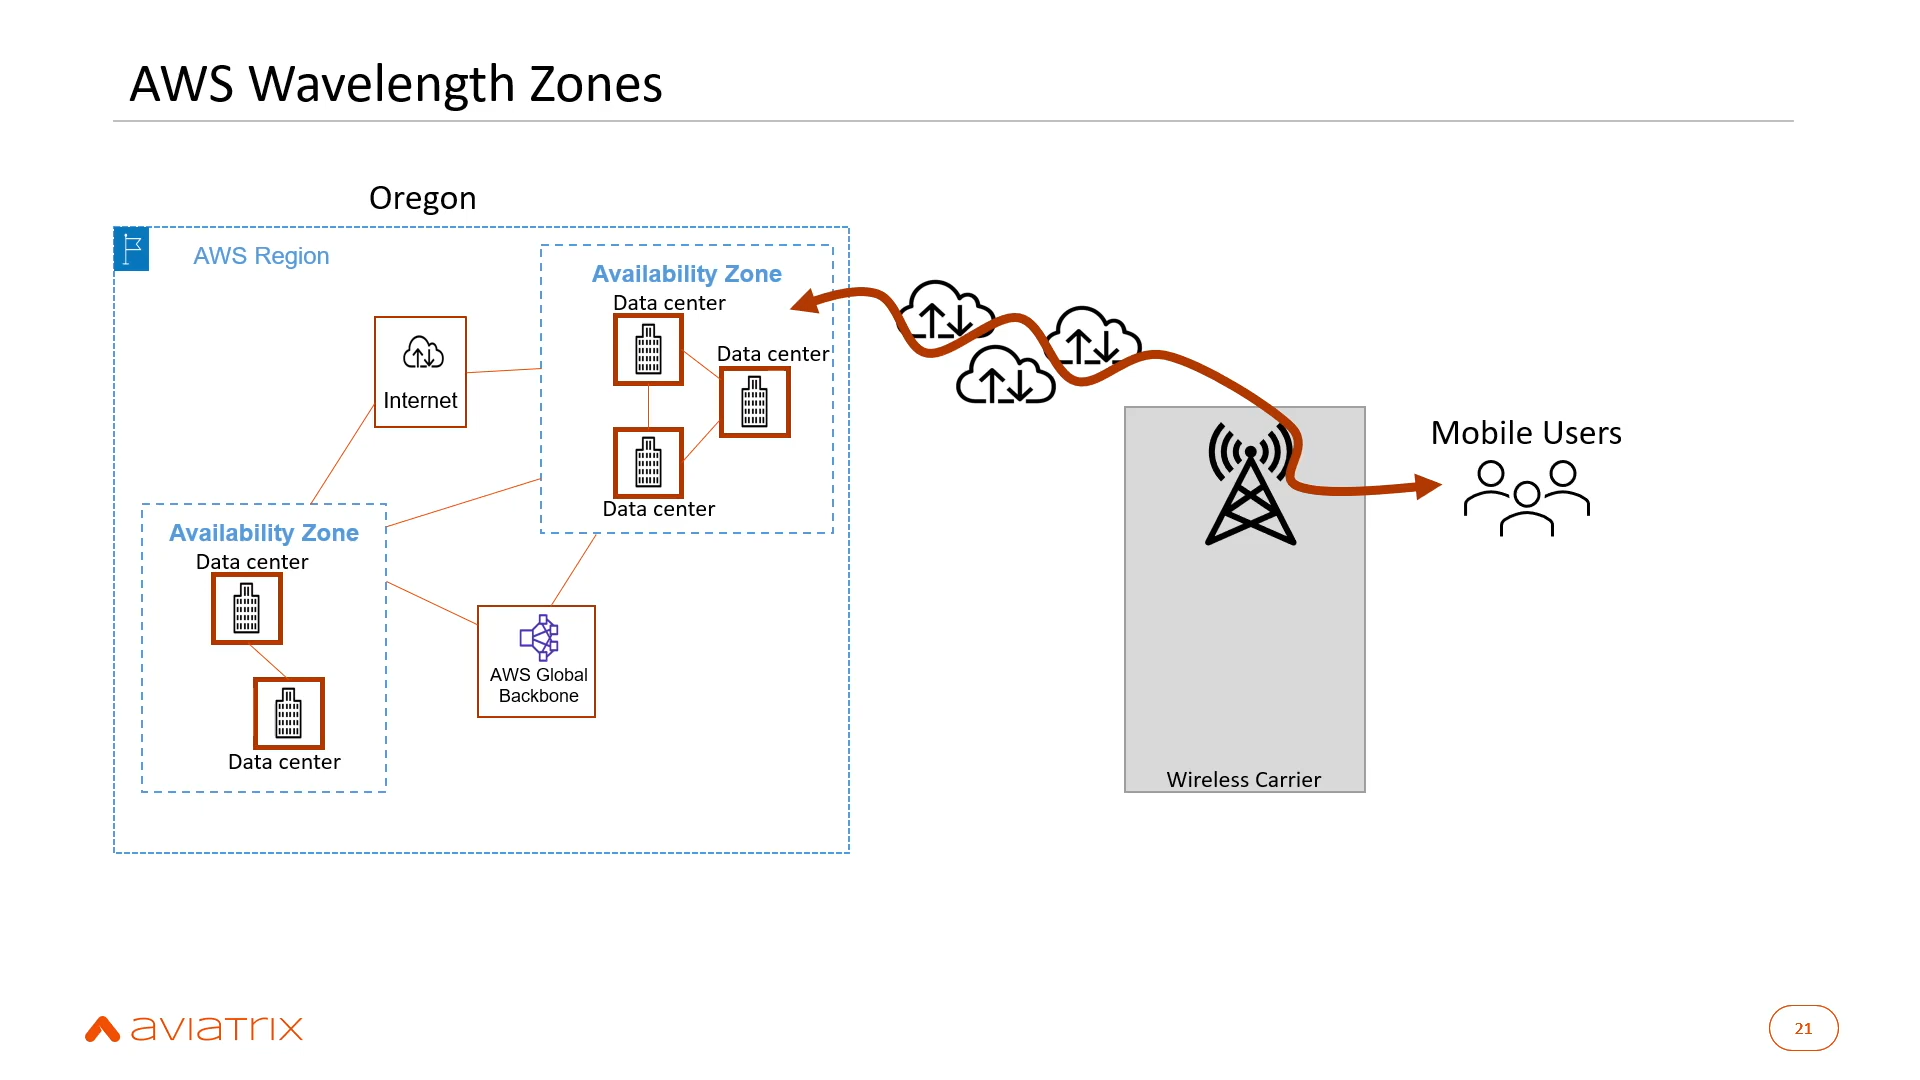 AWS Wavelength Zones
Oregon
AWS Region
Availability Zone
Data center
Data center
Data center
Internet
Availability Zone
Data center
Data center
AWS Global
Backbone
Mobile Users
Wireless Carrier
aviatrix
21